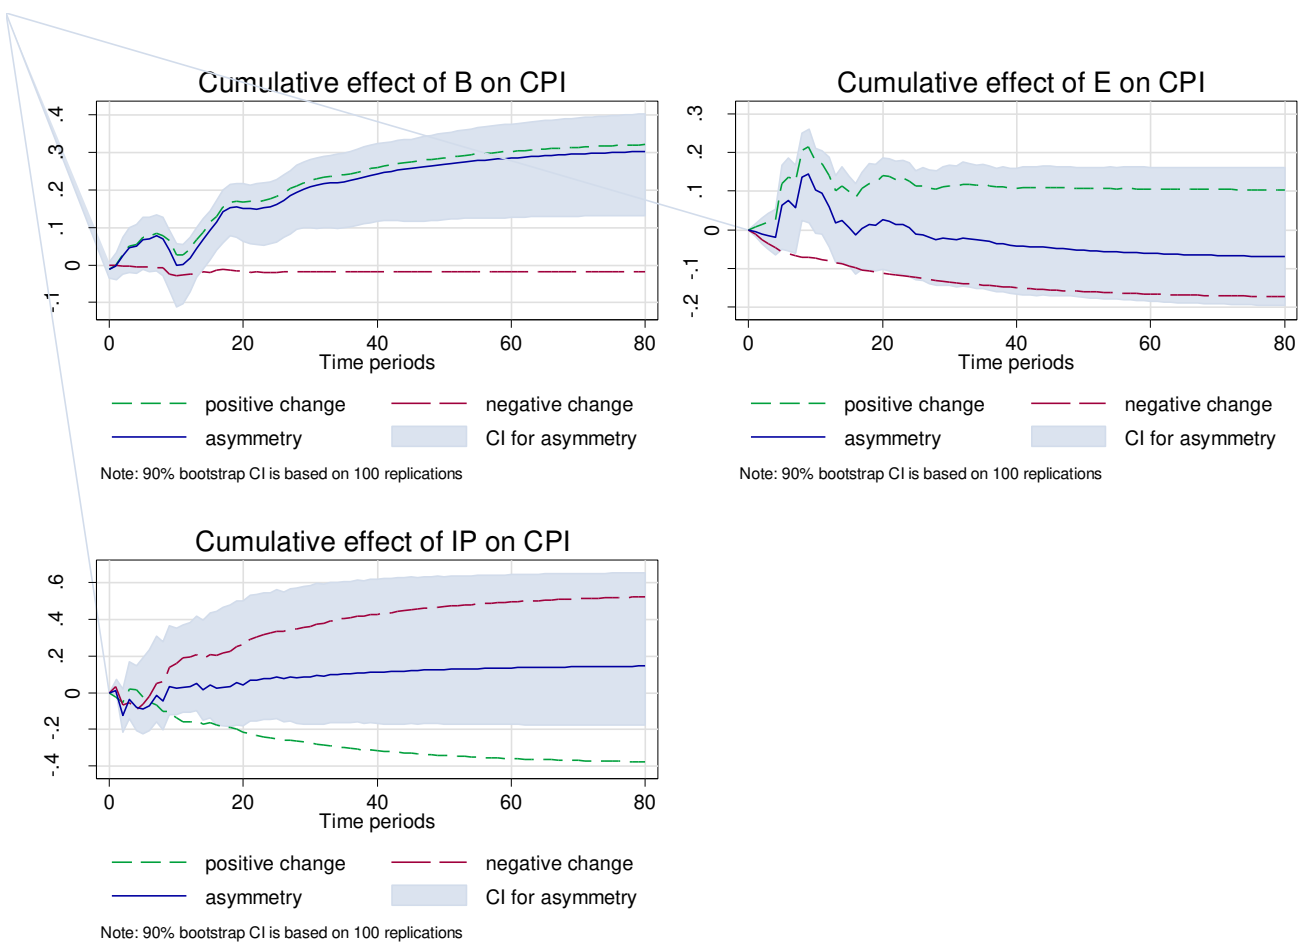 Cumulative effect of B on CPI
.4
.3
.2
.1
0
-.1
0 20 40 60 80
Time periods
positive change negative change
asymmetry CI for asymmetry
Note: 90% bootstrap CI is based on 100 replications
Cumulative effect of E on CPI
.3
.2
.1
0
-.1
-.2
0 20 40 60 80
Time periods
positive change negative change
asymmetry CI for asymmetry
Note: 90% bootstrap CI is based on 100 replications
Cumulative effect of IP on CPI
.6
.4
.2
0
-.2
-.4
0 20 40 60 80
Time periods
positive change negative change
asymmetry CI for asymmetry
Note: 90% bootstrap CI is based on 100 replications